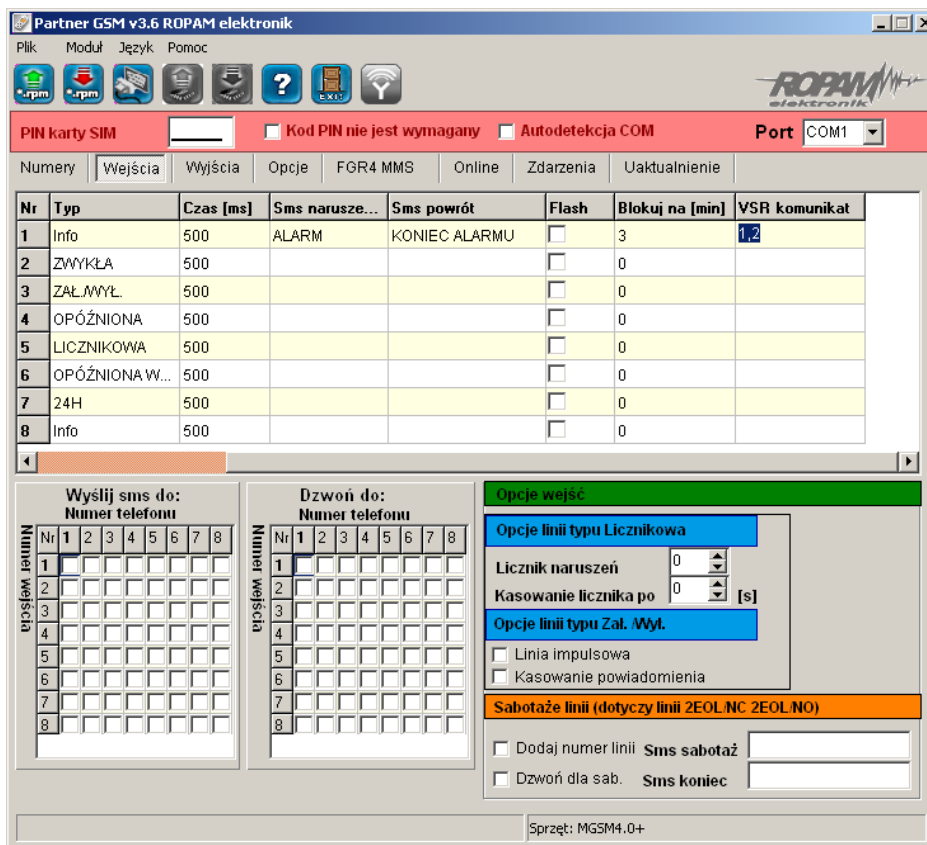 Partner GSM v3.6 ROPAM elektronik
Plik Moduł Język Pomoc
*.rpm *.rpm ? EXIT ROPAM elektronik
PIN karty SIM Kod PIN nie jest wymagany Autodetekcja COM Port COM1
Numery Wejścia Wyjścia Opcje FGR4 MMS Online Zdarzenia Uaktualnienie
Nr Typ Czas [ms] Sms narusze... Sms powrót Flash Blokuj na [min] VSR komunikat
1 Info 500 ALARM KONIEC ALARMU 3 1,2
2 ZWYKŁA 500 0
3 ZAŁ./WYŁ. 500 0
4 OPÓŹNIONA 500 0
5 LICZNIKOWA 500 0
6 OPÓŹNIONA W... 500 0
7 24H 500 0
8 Info 500 0
Wyślij sms do:
Numer telefonu
Numer wejścia
Nr 1 2 3 4 5 6 7 8
1
2
3
4
5
6
7
8
Dzwoń do:
Numer telefonu
Numer wejścia
Nr 1 2 3 4 5 6 7 8
1
2
3
4
5
6
7
8
Opcje wejść
Opcje linii typu Licznikowa
Licznik naruszeń 0
Kasowanie licznika po 0 [s]
Opcje linii typu Zał. /Wył.
Linia impulsowa
Kasowanie powiadomienia
Sabotaże linii (dotyczy linii 2EOL/NC 2EOL/NO)
Dodaj numer linii Sms sabotaż
Dzwoń dla sab. Sms koniec
Sprzęt: MGSM4.0+